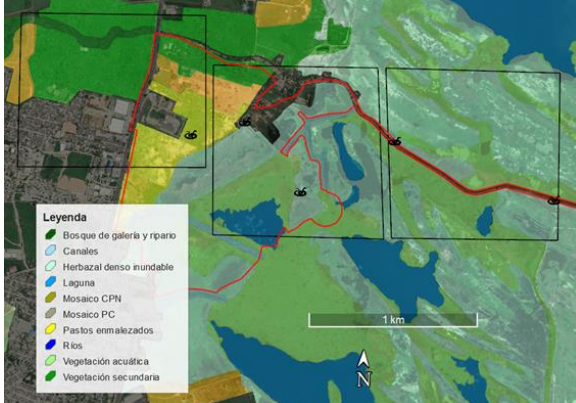 Leyenda
Bosque de galería y ripario
Canales
Herbazal denso inundable
Laguna
Mosaico CPN
Mosaico PC
Pastos enmalezados
Ríos
Vegetación acuática
Vegetación secundaria
1 km
N